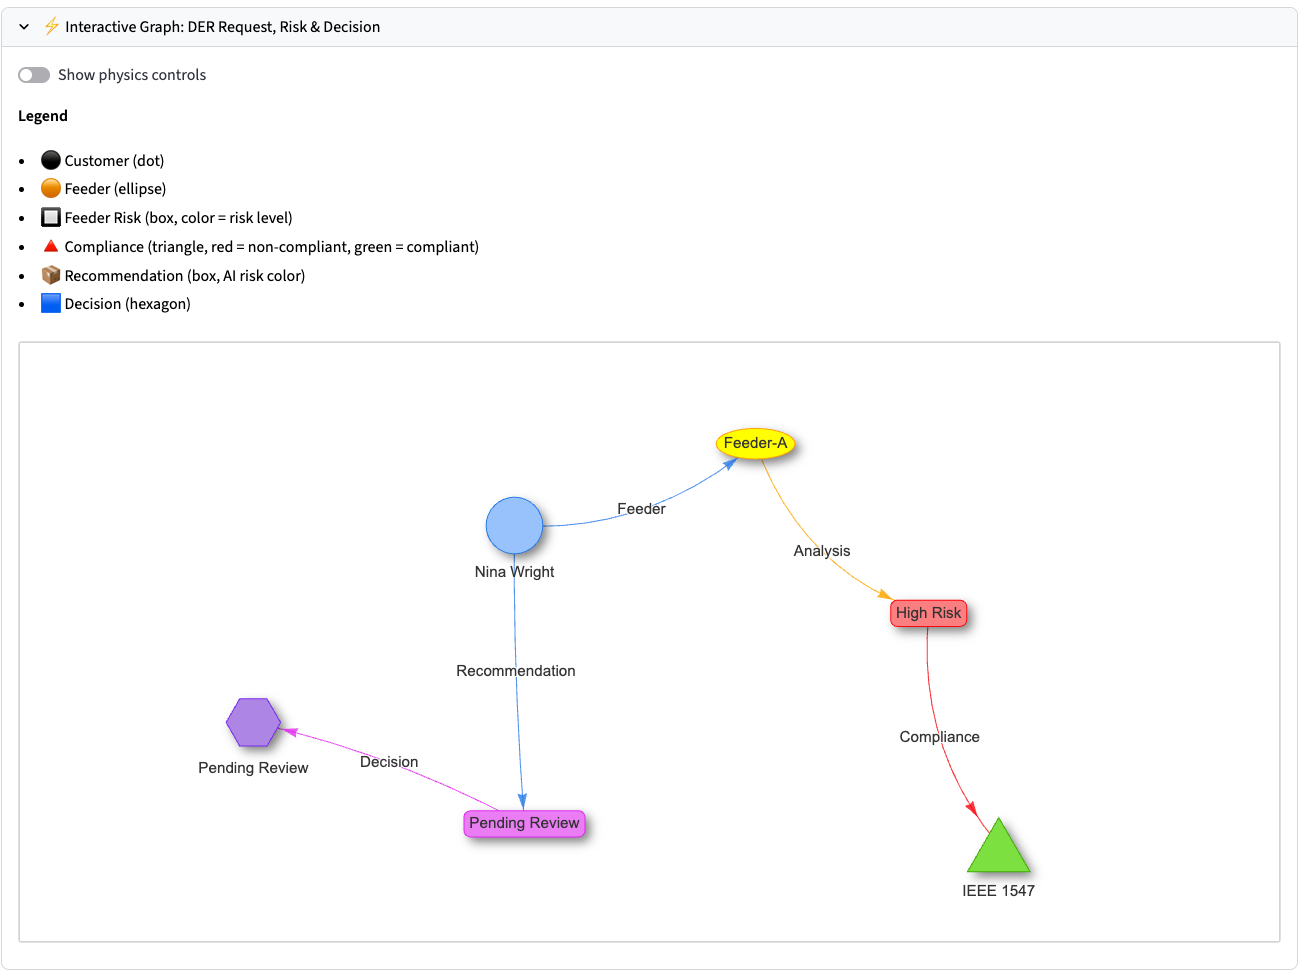 Interactive Graph: DER Request, Risk & Decision
Show physics controls
Legend
Customer (dot)
Feeder (ellipse)
Feeder Risk (box, color = risk level)
Compliance (triangle, red = non-compliant, green = compliant)
Recommendation (box, AI risk color)
Decision (hexagon)
Feeder-A
Feeder
Analysis
Nina Wright
High Risk
Recommendation
Compliance
Decision
Pending Review
Pending Review
IEEE 1547